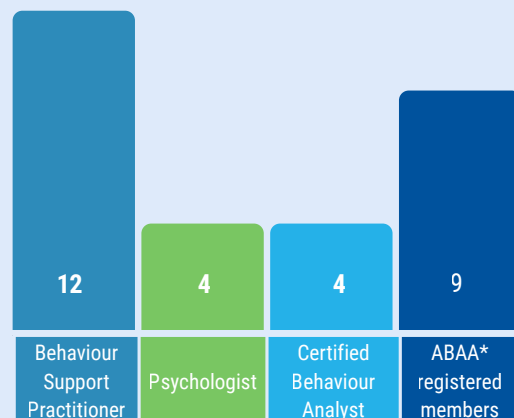 12
4
4
9
Behaviour
Support
Practitioner
Psychologist
Certified
Behaviour
Analyst
ABAA*
registered
members